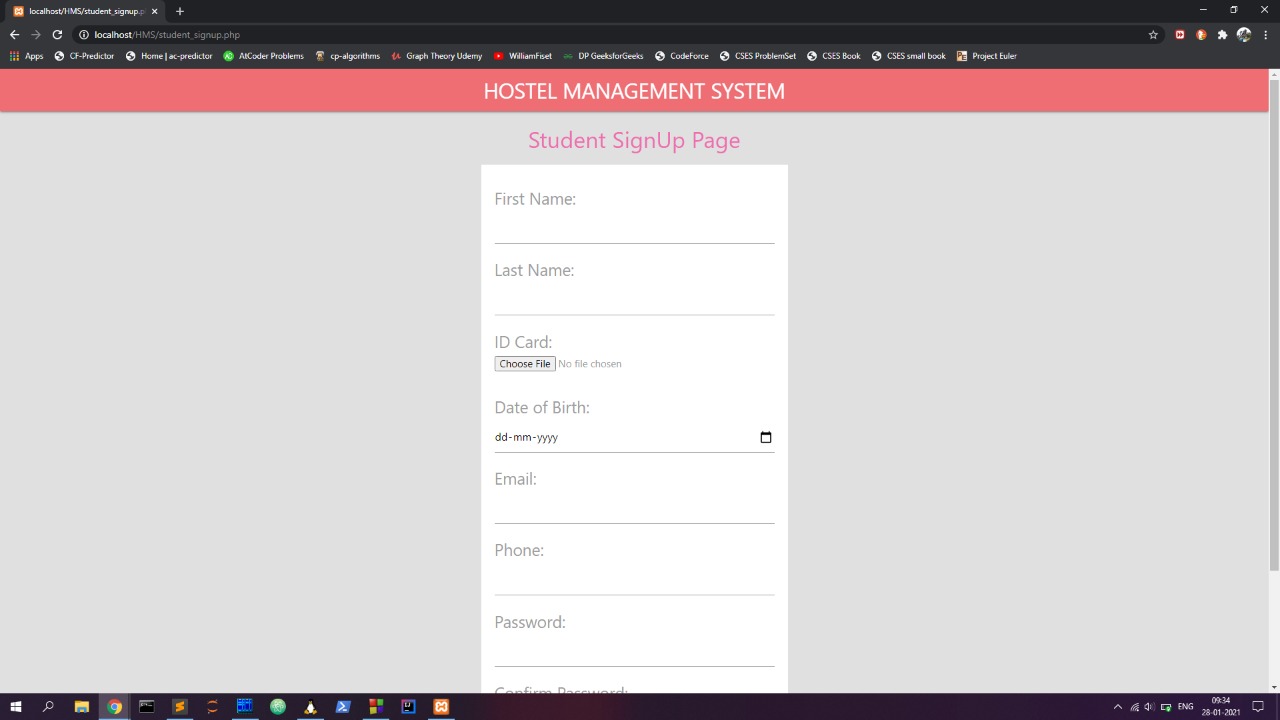 localhost/HMS/student_signup.p
localhost/HMS/student_signup.php
Apps CF-Predictor Home | ac-predictor AtCoder Problems cp-algorithms Graph Theory Udemy WilliamFiset DP GeeksforGeeks CodeForce CSES ProblemSet CSES Book CSES small book Project Euler
HOSTEL MANAGEMENT SYSTEM
Student SignUp Page
First Name:
Last Name:
ID Card:
Choose File No file chosen
Date of Birth:
dd-mm-yyyy
Email:
Phone:
Password:
Confirm Password:
ENG
09:34
28-01-2021